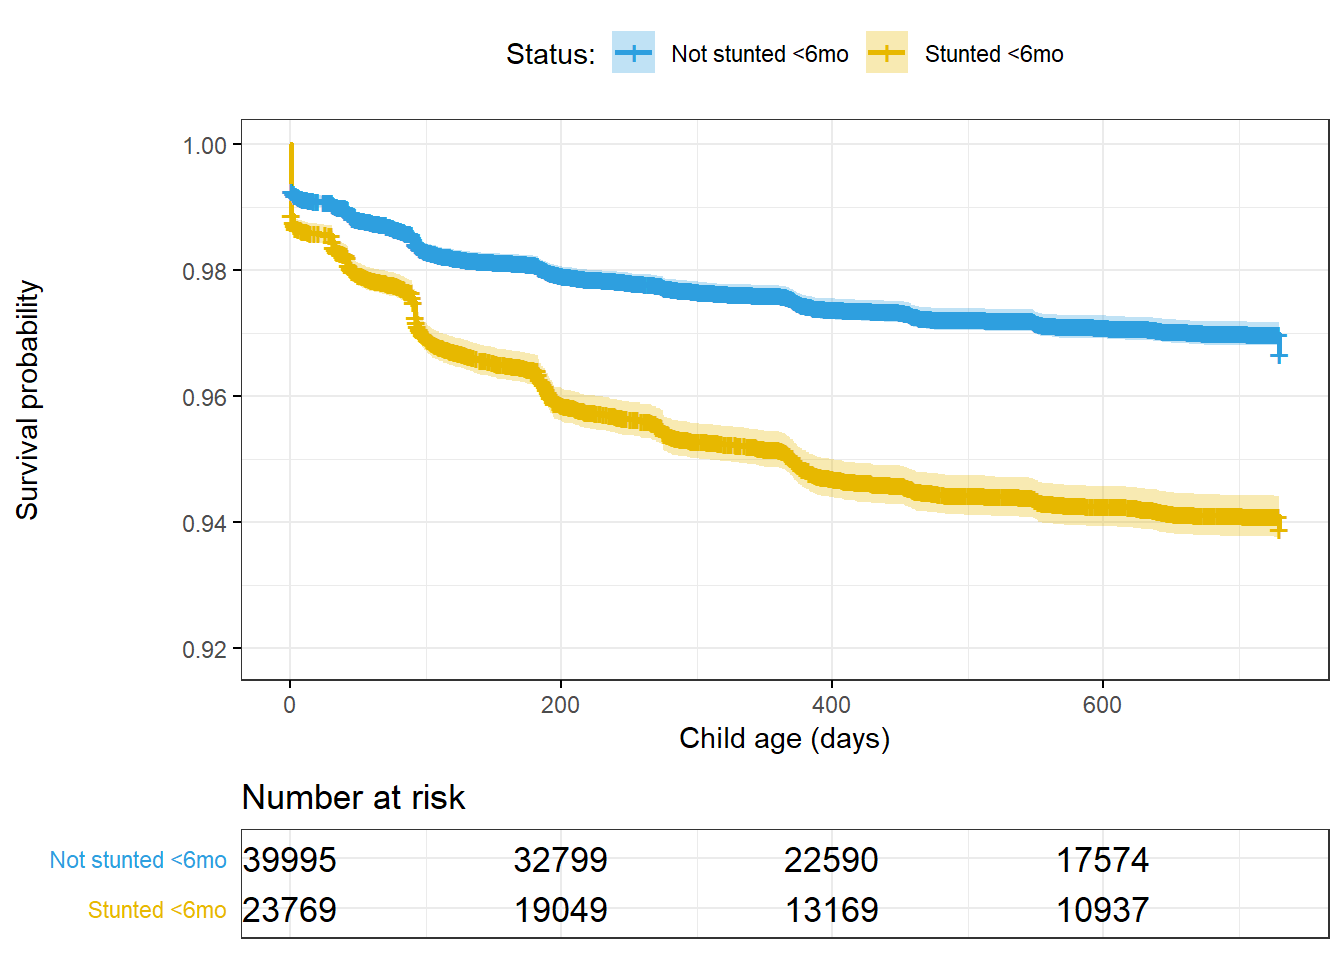 Status: Not stunted <6mo Stunted <6mo
1.00
0.98
0.96
0.94
0.92
Survival probability
0 200 400 600
Child age (days)
Number at risk
Not stunted <6mo 39995 32799 22590 17574
Stunted <6mo 23769 19049 13169 10937